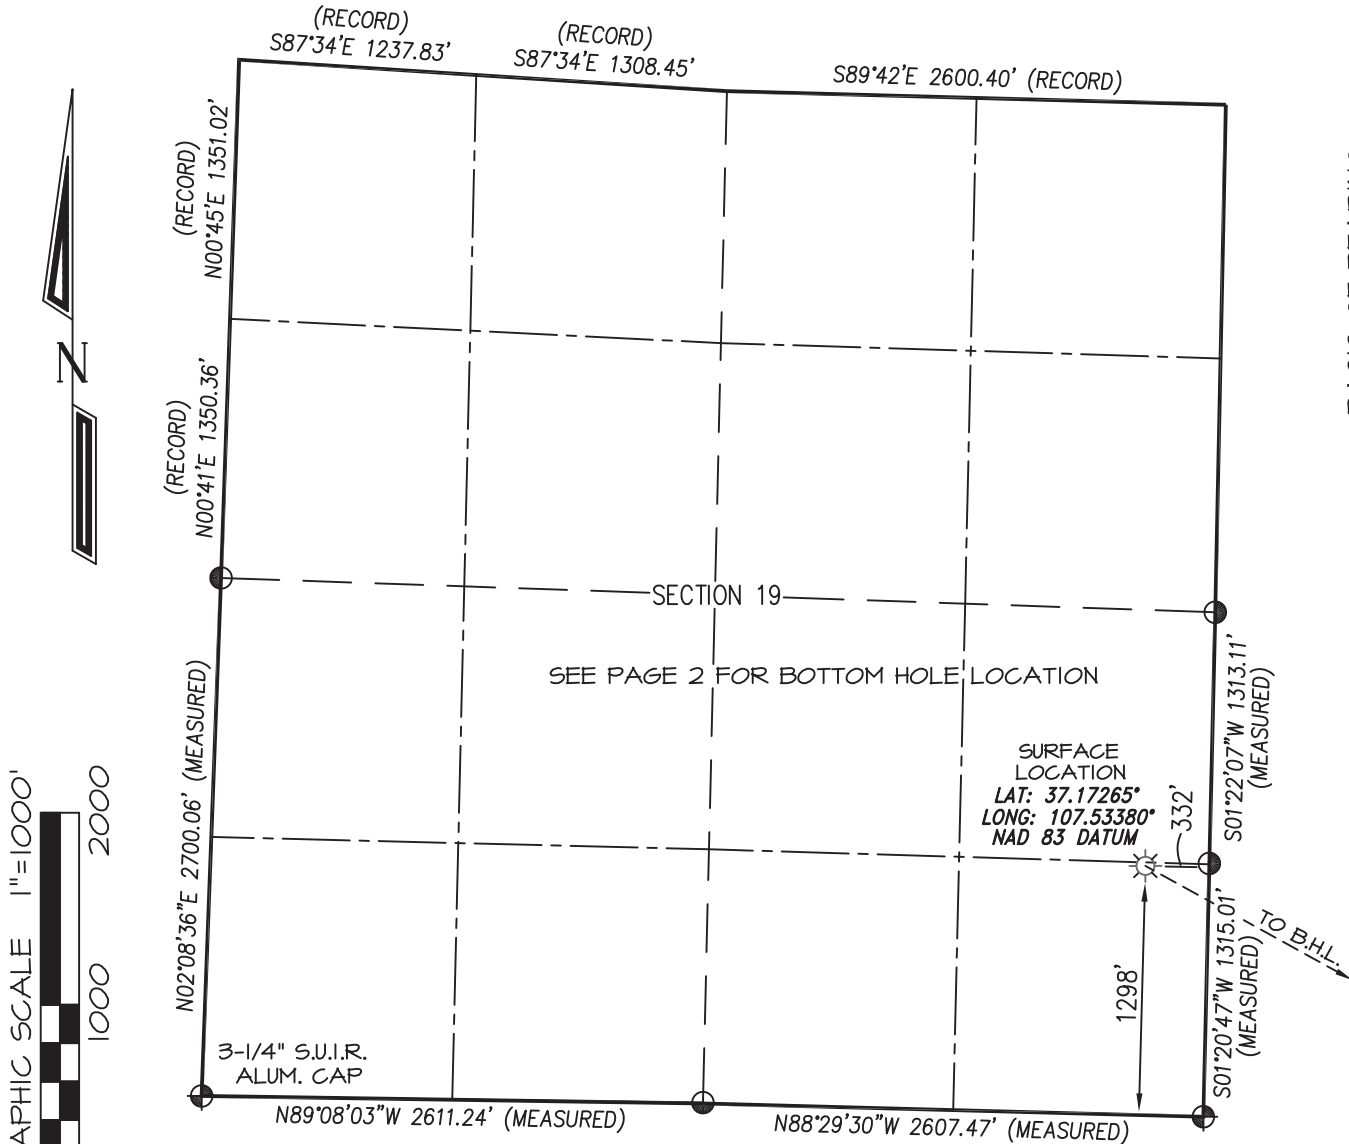 (RECORD)
S87°34'E 1237.83'
(RECORD)
S87°34'E 1308.45'
S89°42'E 2600.40' (RECORD)
(RECORD)
N00°45'E 1351.02'
N
(RECORD)
N00°41'E 1350.36'
SECTION 19
SEE PAGE 2 FOR BOTTOM HOLE LOCATION
S01°22'07"W 1313.11'
(MEASURED)
SURFACE
LOCATION
LAT: 37.17265°
LONG: 107.53380°
NAD 83 DATUM
332'
N02°08'36"E 2700.06' (MEASURED)
APHIC SCALE 1"=1000'
2000
1000
TO B.H.L.
1298'
S01°20'47"W 1315.01'
(MEASURED)
3-1/4" S.U.I.R.
ALUM. CAP
N89°08'03"W 2611.24' (MEASURED)
N88°29'30"W 2607.47' (MEASURED)